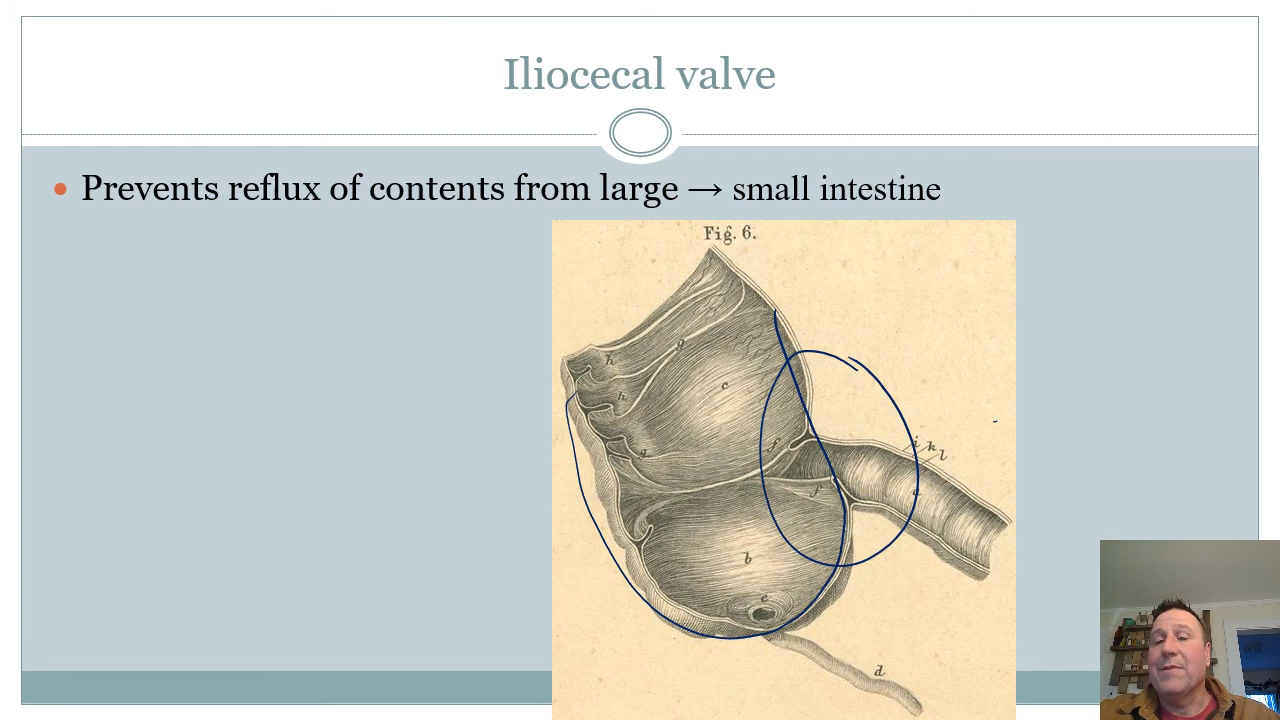 Iliocecal valve
Prevents reflux of contents from large → small intestine
Fig. 6.
h
g
h
c
g
f
i k l
f
a
b
e
d